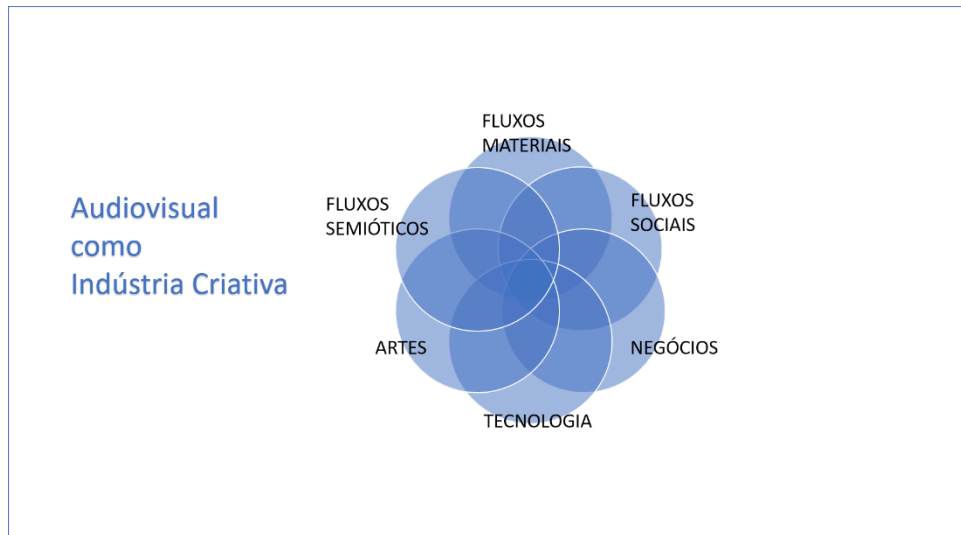 Audiovisual
como
Indústria Criativa
FLUXOS
MATERIAIS
FLUXOS
SOCIAIS
NEGÓCIOS
TECNOLOGIA
ARTES
FLUXOS
SEMIÓTICOS